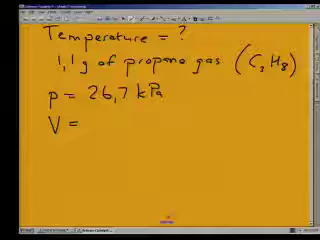 Temperature = ?
1,1 g of propane gas (C₃H₈)
p = 26,7 kPa
V =